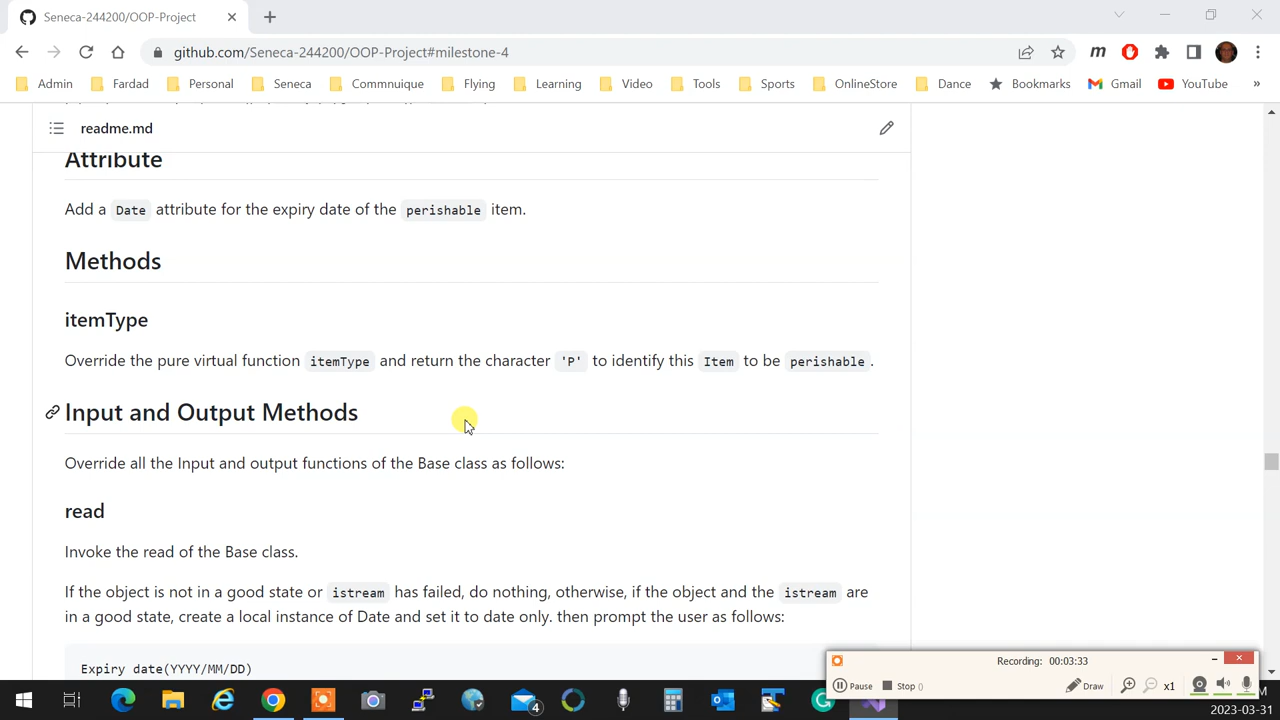 Seneca-244200/OOP-Project
github.com/Seneca-244200/OOP-Project#milestone-4
Admin Fardad Personal Seneca Commnuique Flying Learning Video Tools Sports OnlineStore Dance Bookmarks Gmail YouTube »
readme.md
Attribute
Add a Date attribute for the expiry date of the perishable item.
Methods
itemType
Override the pure virtual function itemType and return the character 'P' to identify this Item to be perishable.
Input and Output Methods
Override all the Input and output functions of the Base class as follows:
read
Invoke the read of the Base class.
If the object is not in a good state or istream has failed, do nothing, otherwise, if the object and the istream are
in a good state, create a local instance of Date and set it to date only. then prompt the user as follows:
Expiry date(YYYY/MM/DD)
Recording: 00:03:33
Pause Stop () Draw x1
4
M
2023-03-31